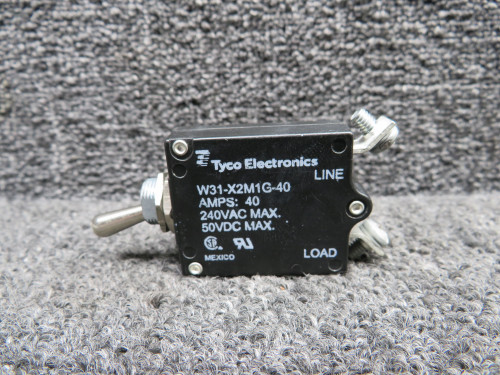 Tyco Electronics
LINE
W31-X2M1G-40
AMPS: 40
240VAC MAX.
50VDC MAX.
MEXICO
LOAD